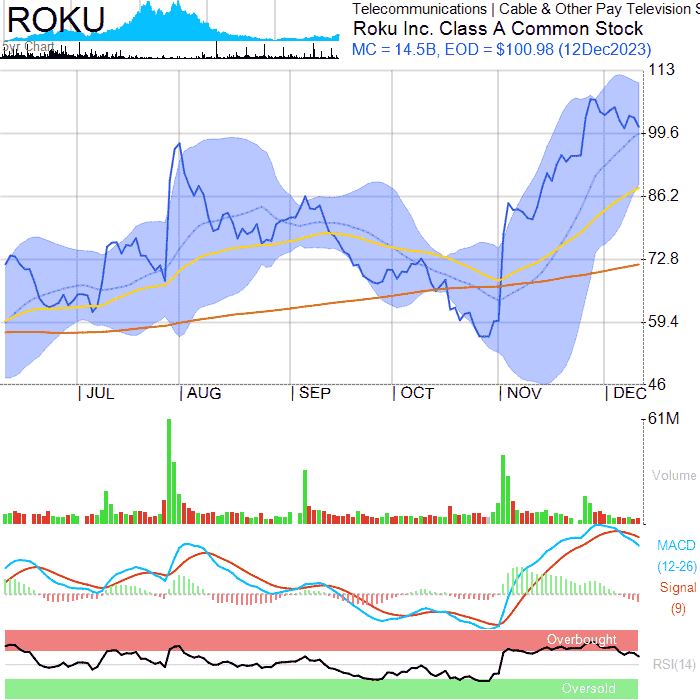 ROKU
5yr Chart
Telecommunications | Cable & Other Pay Television S
Roku Inc. Class A Common Stock
MC = 14.5B, EOD = $100.98 (12Dec2023)
113
99.6
86.2
72.8
59.4
46
| JUL | AUG | SEP | OCT | NOV | DEC
61M
Volume
MACD
(12-26)
Signal
(9)
Overbought
RSI(14)
Oversold